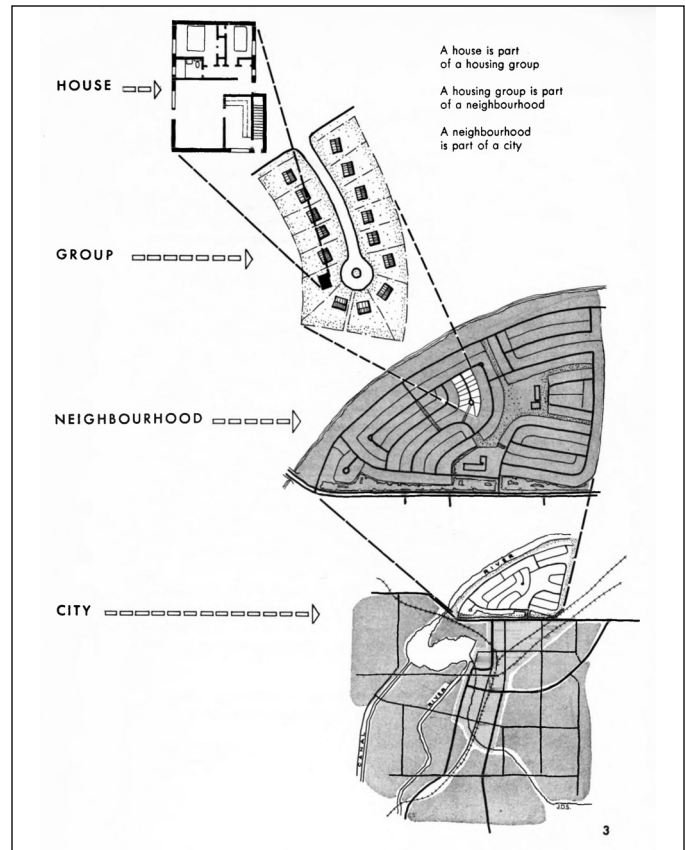 HOUSE
A house is part
of a housing group
A housing group is part
of a neighbourhood
A neighbourhood
is part of a city
GROUP
NEIGHBOURHOOD
CITY
RIVER
RIVER
CANAL
JDS.
3